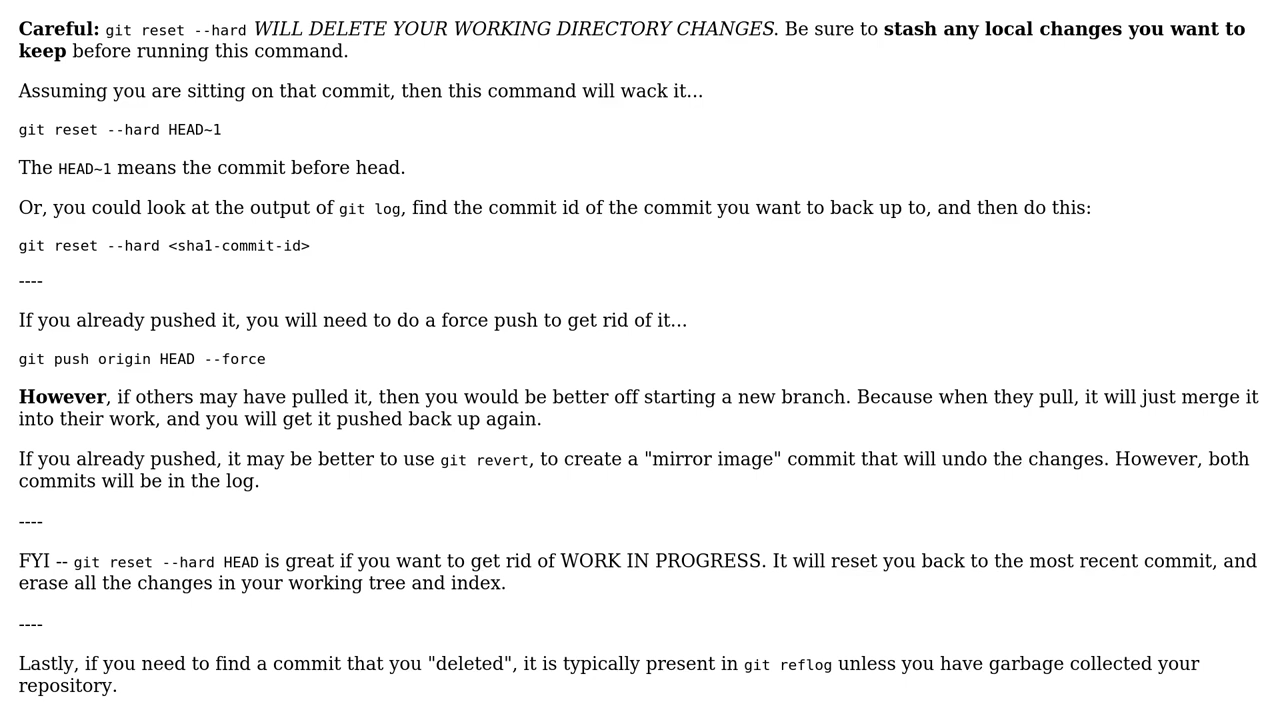 Careful: git reset --hard WILL DELETE YOUR WORKING DIRECTORY CHANGES. Be sure to stash any local changes you want to
keep before running this command.
Assuming you are sitting on that commit, then this command will wack it...
git reset --hard HEAD~1
The HEAD~1 means the commit before head.
Or, you could look at the output of git log, find the commit id of the commit you want to back up to, and then do this:
git reset --hard <sha1-commit-id>
----
If you already pushed it, you will need to do a force push to get rid of it...
git push origin HEAD --force
However, if others may have pulled it, then you would be better off starting a new branch. Because when they pull, it will just merge it
into their work, and you will get it pushed back up again.
If you already pushed, it may be better to use git revert, to create a "mirror image" commit that will undo the changes. However, both
commits will be in the log.
----
FYI -- git reset --hard HEAD is great if you want to get rid of WORK IN PROGRESS. It will reset you back to the most recent commit, and
erase all the changes in your working tree and index.
----
Lastly, if you need to find a commit that you "deleted", it is typically present in git reflog unless you have garbage collected your
repository.